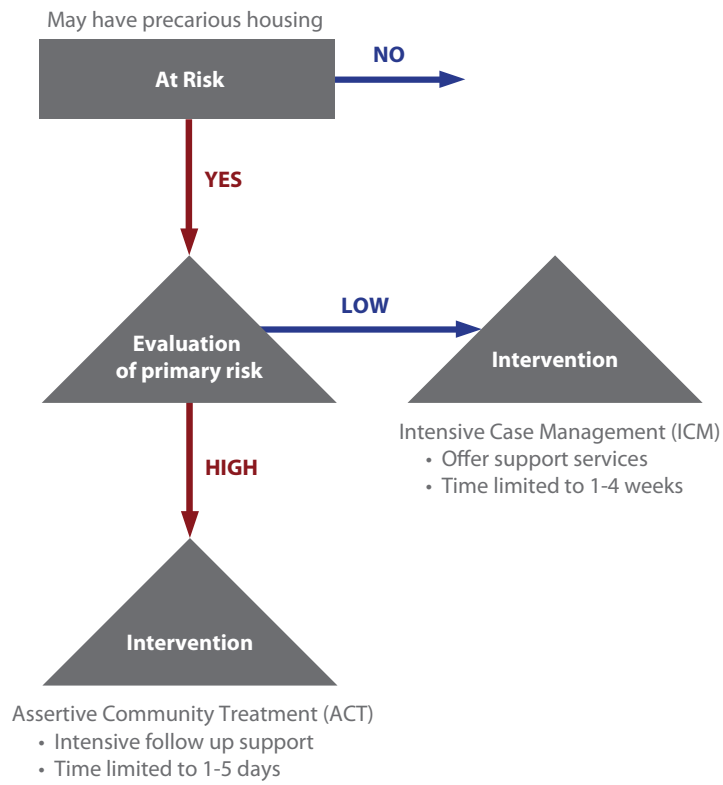 May have precarious housing
At Risk
NO
YES
LOW
Evaluation
of primary risk
Intervention
Intensive Case Management (ICM)
• Offer support services
• Time limited to 1-4 weeks
HIGH
Intervention
Assertive Community Treatment (ACT)
• Intensive follow up support
• Time limited to 1-5 days